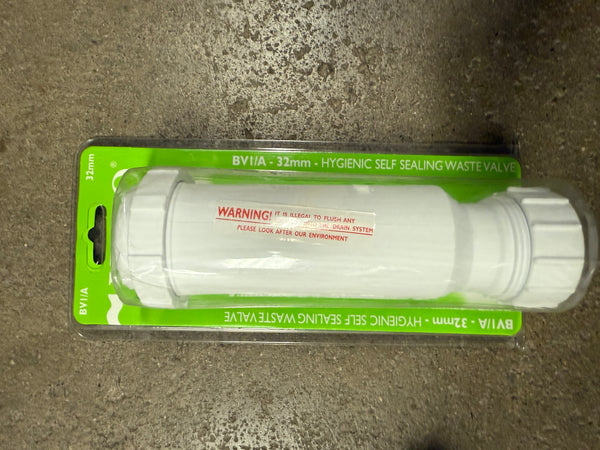 BV1/A - 32mm - HYGIENIC SELF SEALING WASTE VALVE
32mm
®
WARNING! IT IS ILLEGAL TO FLUSH ANY
DRAIN SYSTEM
PLEASE LOOK AFTER OUR ENVIRONMENT
BV1/A
BV1/A - 32mm - HYGIENIC SELF SEALING WASTE VALVE